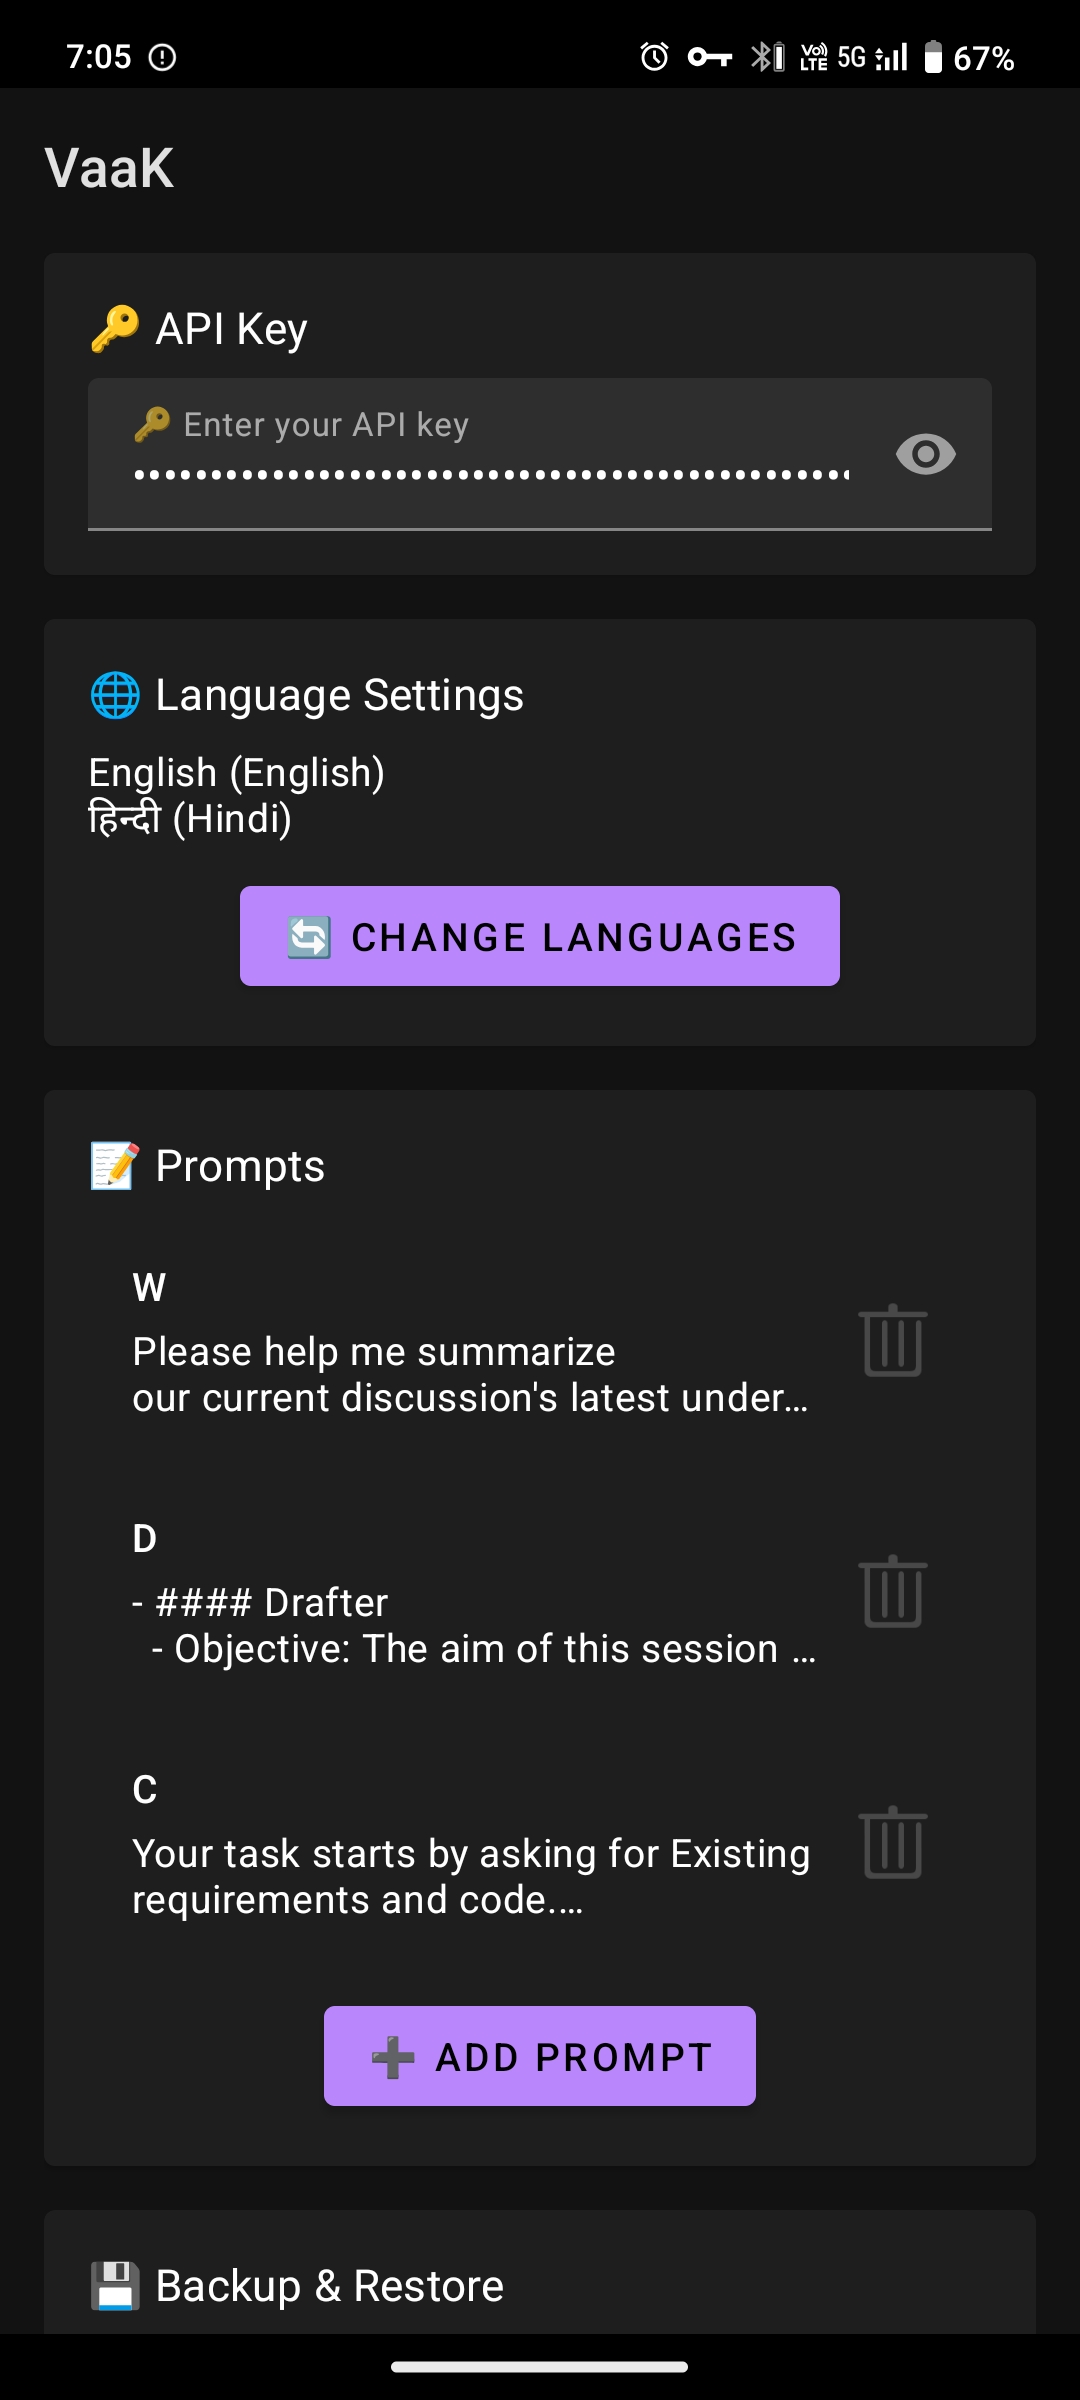 7:05
Vo)) LTE 5G 67%
VaaK
🔑 API Key
🔑 Enter your API key
🌐 Language Settings
English (English)
हिन्दी (Hindi)
🔄 CHANGE LANGUAGES
📝 Prompts
W
Please help me summarize
our current discussion's latest under…
D
- #### Drafter
- Objective: The aim of this session …
C
Your task starts by asking for Existing
requirements and code.…
➕ ADD PROMPT
💾 Backup & Restore